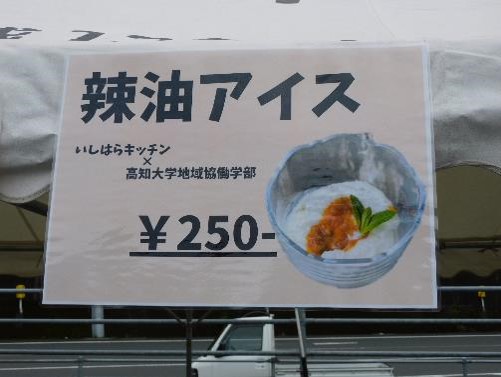 辣油アイス
いしはらキッチン
×
高知大学地域協働学部
￥250-